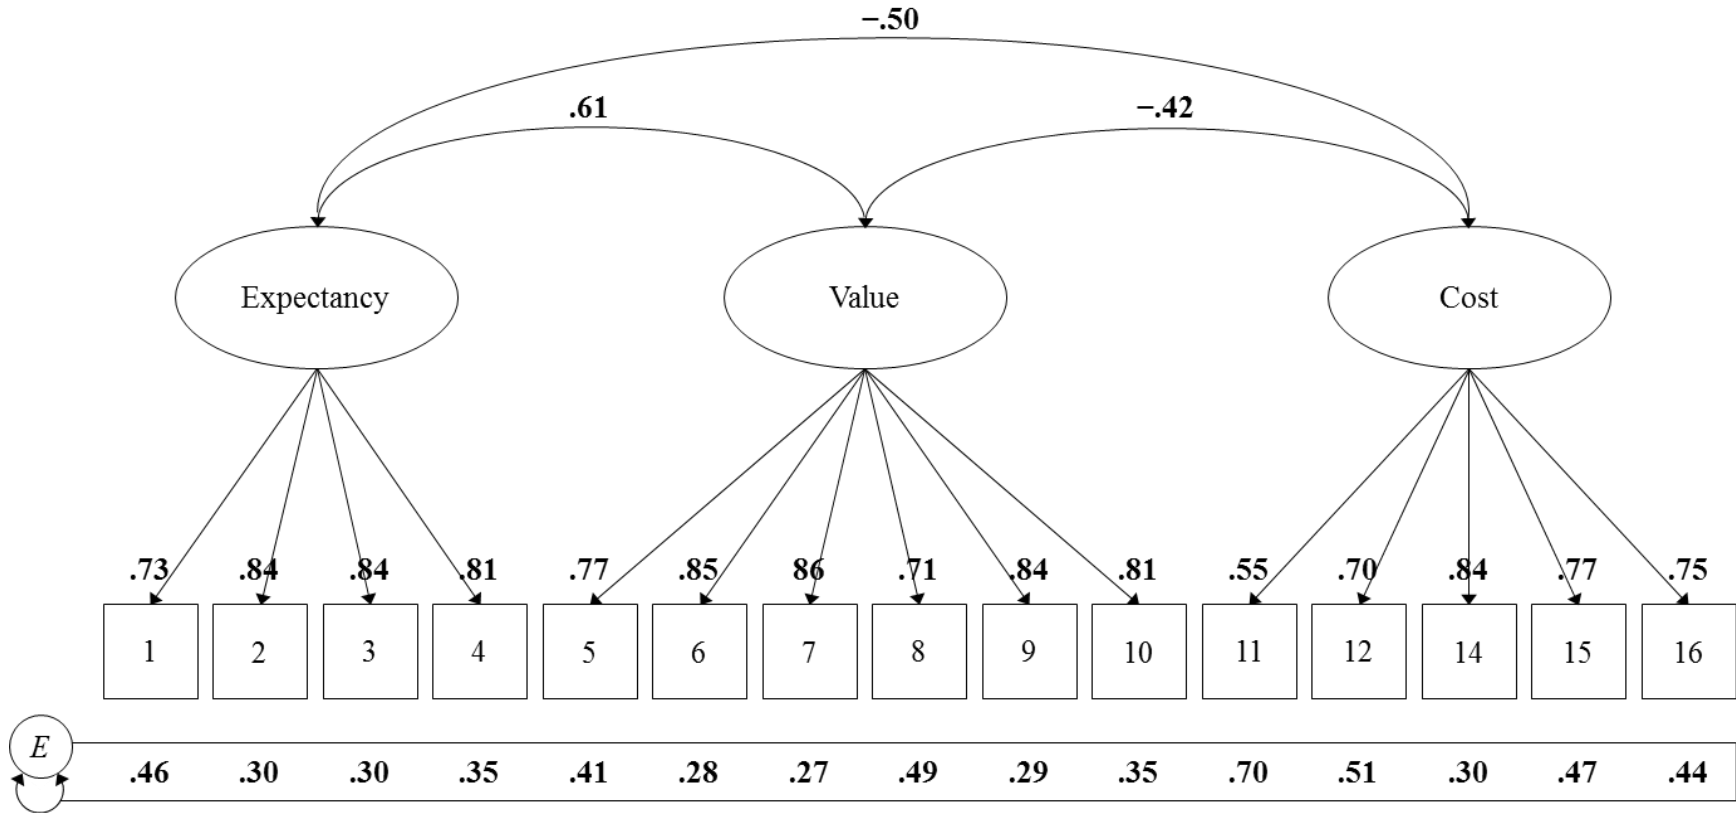 −.50
.61 −.42
Expectancy Value Cost
.73 .84 .84 .81 .77 .85 86 .71 .84 .81 .55 .70 .84 .77 .75
1 2 3 4 5 6 7 8 9 10 11 12 14 15 16
E
.46 .30 .30 .35 .41 .28 .27 .49 .29 .35 .70 .51 .30 .47 .44